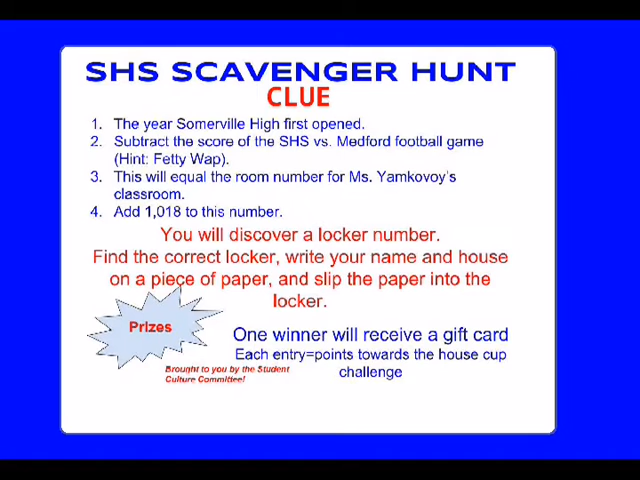 SHS SCAVENGER HUNT
CLUE
1. The year Somerville High first opened.
2. Subtract the score of the SHS vs. Medford football game
(Hint: Fetty Wap).
3. This will equal the room number for Ms. Yamkovoy's
classroom.
4. Add 1,018 to this number.
You will discover a locker number.
Find the correct locker, write your name and house
on a piece of paper, and slip the paper into the
locker.
Prizes
One winner will receive a gift card
Each entry=points towards the house cup
challenge
Brought to you by the Student
Culture Committee!